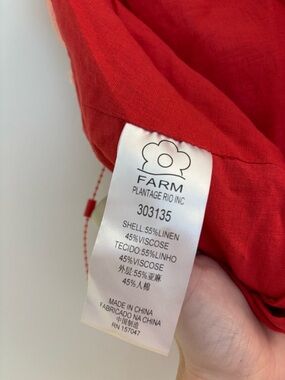 FARM
PLANTAGE RIO INC
303135
SHELL:55%LINEN
45%VISCOSE
TECIDO:55%LINHO
45%VISCOSE
外层:55%亚麻
45%人棉
MADE IN CHINA
FABRICADO NA CHINA
中国制造
RN 157047